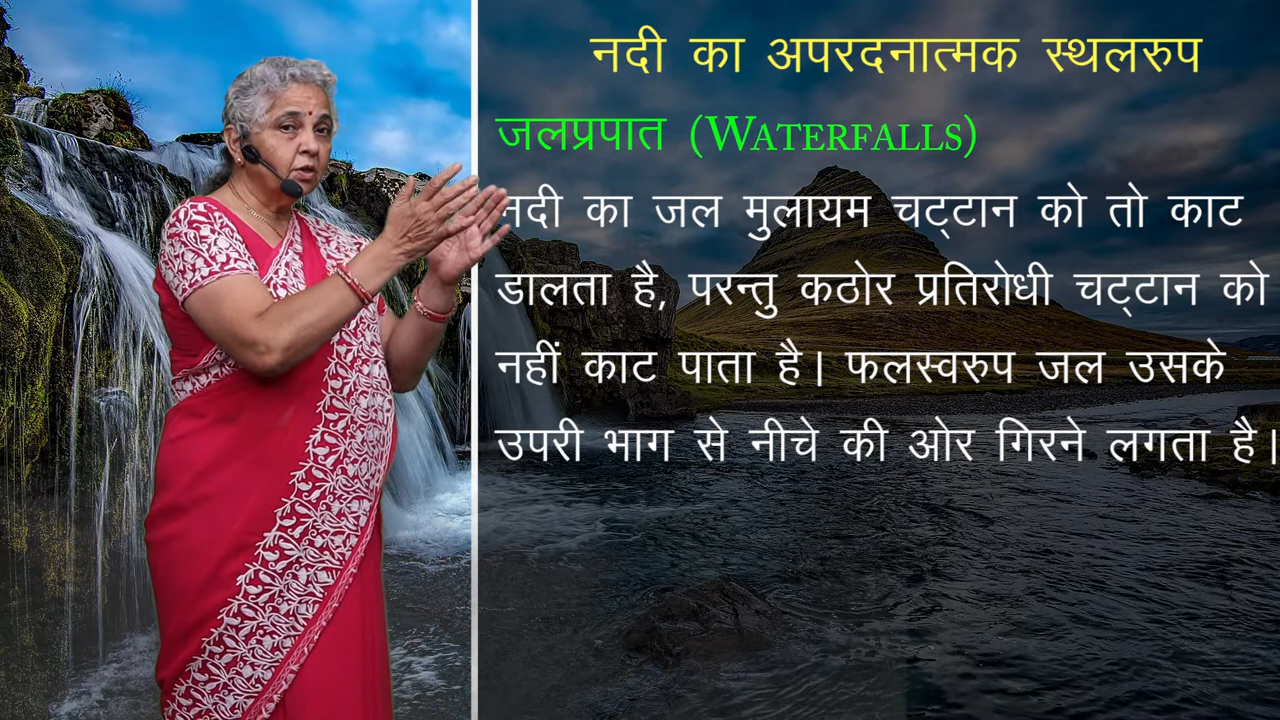 नदी का अपरदनात्मक स्थलरुप
जलप्रपात (WATERFALLS)
नदी का जल मुलायम चट्टान को तो काट
डालता है, परन्तु कठोर प्रतिरोधी चट्टान को
नहीं काट पाता है। फलस्वरुप जल उसके
उपरी भाग से नीचे की ओर गिरने लगता है।